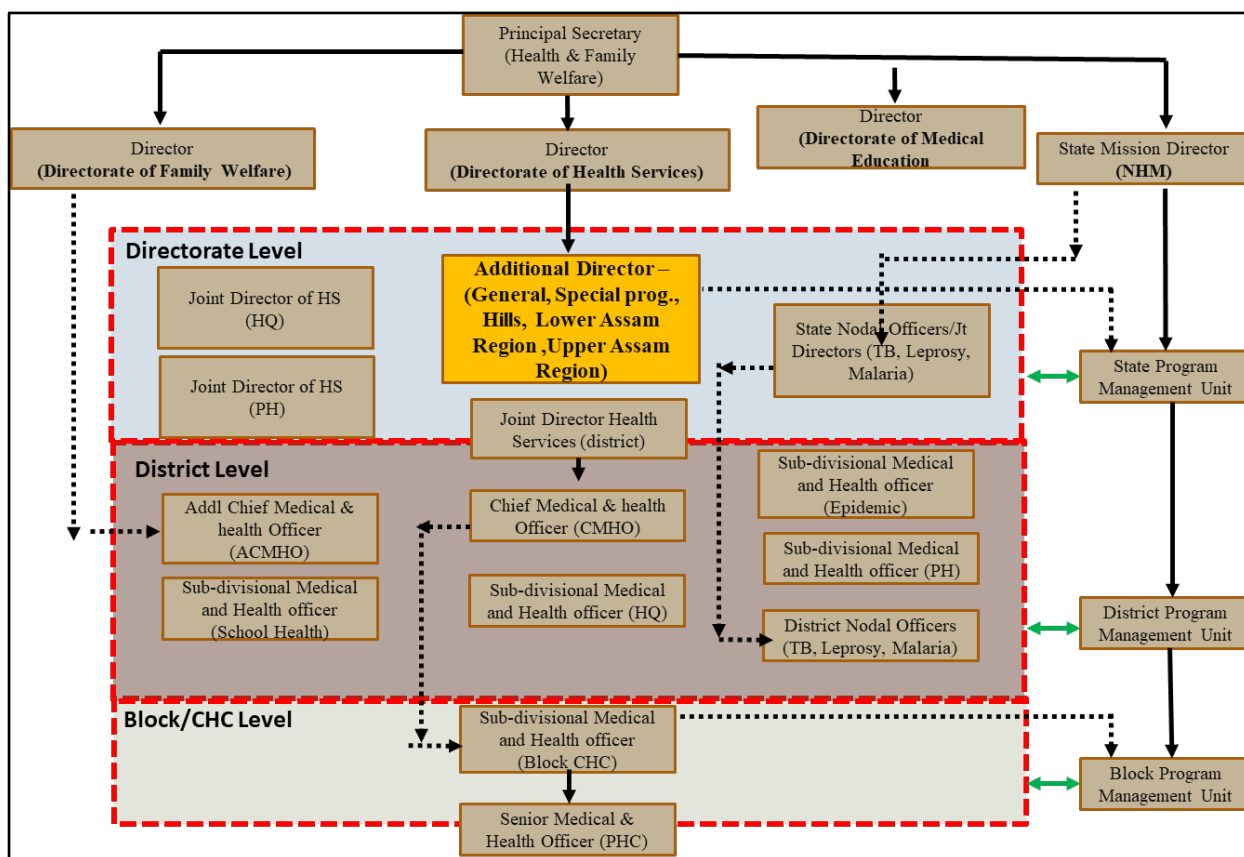 Principal Secretary
(Health & Family
Welfare)
Director
(Directorate of Family Welfare)
Director
(Directorate of Health Services)
Director
(Directorate of Medical
Education
State Mission Director
(NHM)
Directorate Level
Joint Director of HS
(HQ)
Joint Director of HS
(PH)
Additional Director –
(General, Special prog.,
Hills, Lower Assam
Region ,Upper Assam
Region)
State Nodal Officers/Jt
Directors (TB, Leprosy,
Malaria)
State Program
Management Unit
Joint Director Health
Services (district)
District Level
Addl Chief Medical &
health Officer
(ACMHO)
Sub-divisional Medical
and Health officer
(School Health)
Chief Medical & health
Officer (CMHO)
Sub-divisional Medical
and Health officer (HQ)
Sub-divisional Medical
and Health officer
(Epidemic)
Sub-divisional Medical
and Health officer (PH)
District Nodal Officers
(TB, Leprosy, Malaria)
District Program
Management Unit
Block/CHC Level
Sub-divisional Medical
and Health officer
(Block CHC)
Senior Medical &
Health Officer (PHC)
Block Program
Management Unit